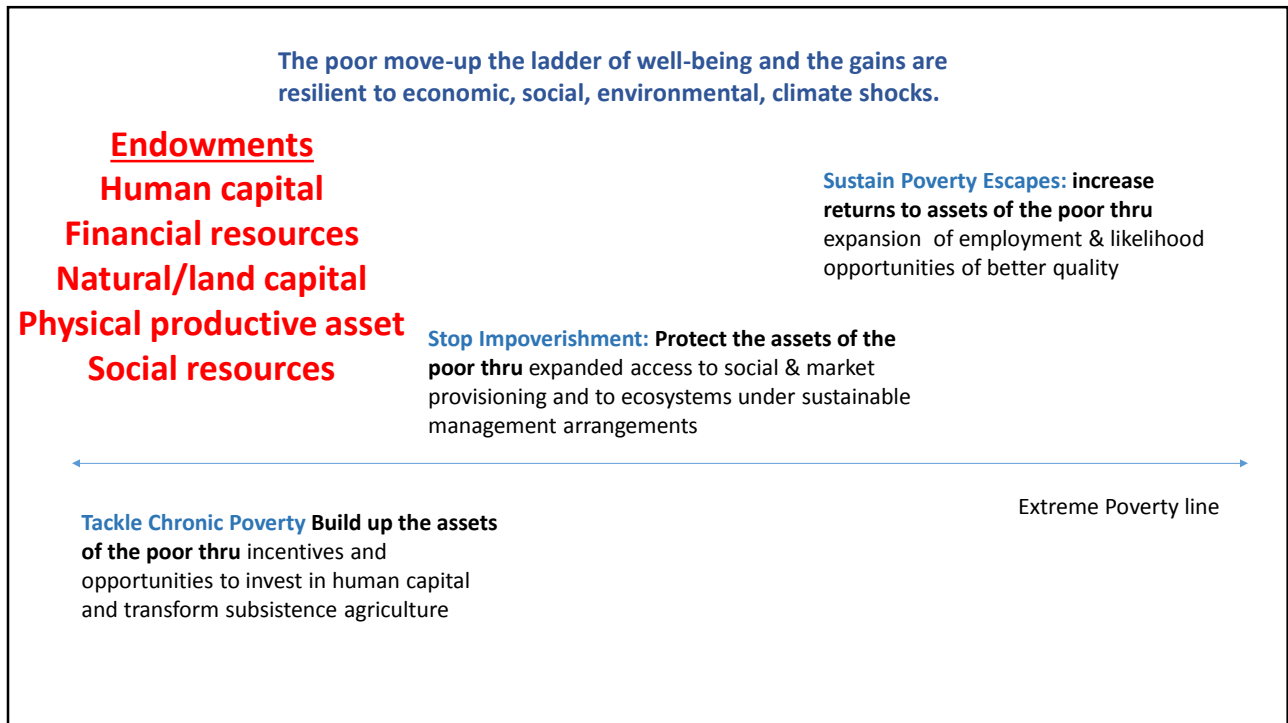 The poor move-up the ladder of well-being and the gains are
resilient to economic, social, environmental, climate shocks.
Endowments
Human capital
Financial resources
Natural/land capital
Physical productive asset
Social resources
Sustain Poverty Escapes: increase
returns to assets of the poor thru
expansion of employment & likelihood
opportunities of better quality
Stop Impoverishment: Protect the assets of the
poor thru expanded access to social & market
provisioning and to ecosystems under sustainable
management arrangements
Extreme Poverty line
Tackle Chronic Poverty Build up the assets
of the poor thru incentives and
opportunities to invest in human capital
and transform subsistence agriculture